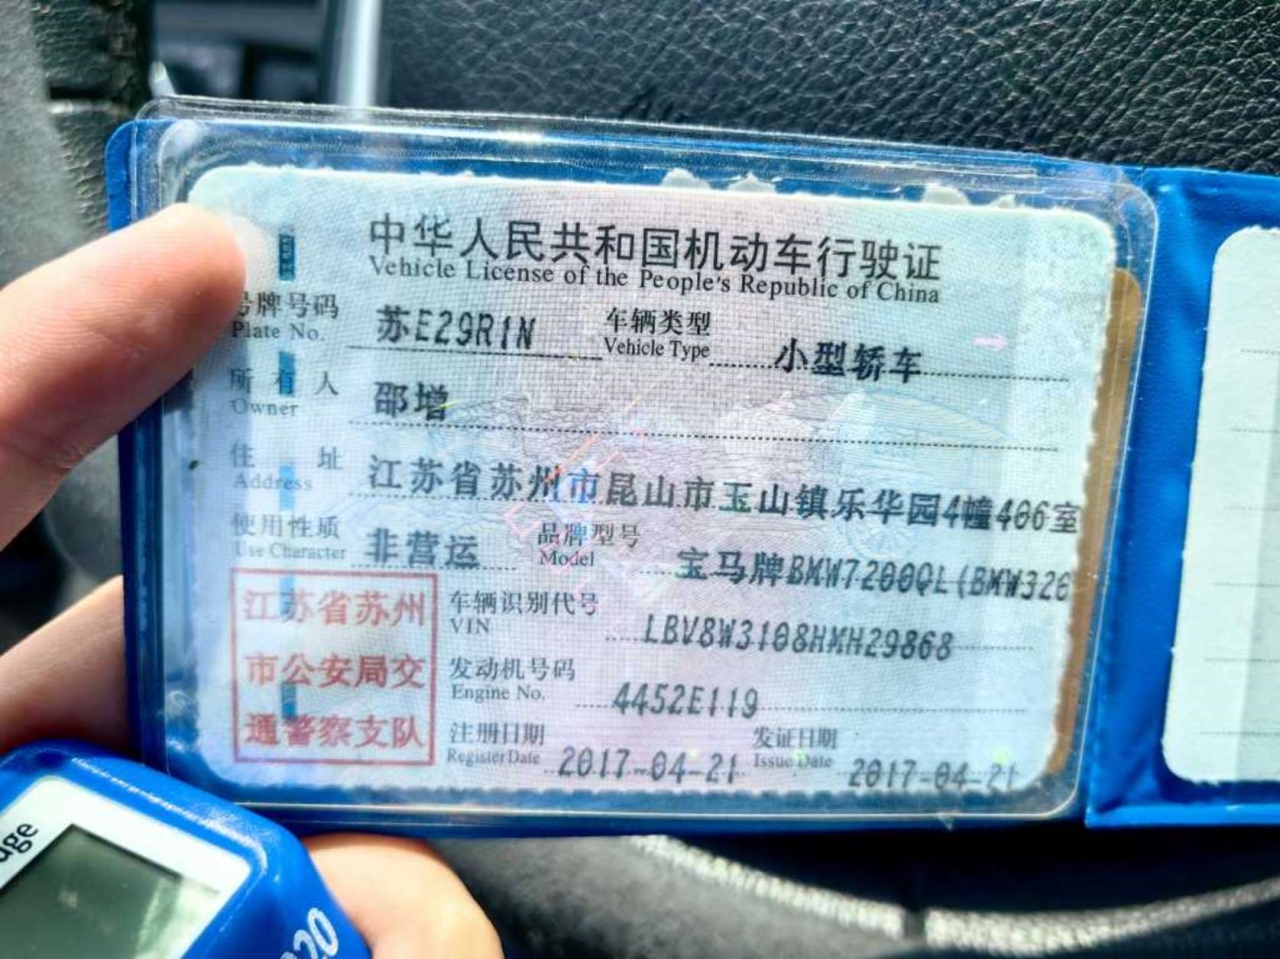 中华人民共和国机动车行驶证
Vehicle License of the People's Republic of China
号牌号码 苏E29R1N 车辆类型 小型轿车
Plate No. Vehicle Type
所有人 邵增
Owner
住址 江苏省苏州市昆山市玉山镇乐华园4幢406室
Address
使用性质 非营运 品牌型号 宝马牌BMW7200QL(BMW326
Use Character Model
江苏省苏州
市公安局交
通警察支队
车辆识别代号 LBV8W3108HMH29868
VIN
发动机号码 4452E119
Engine No.
注册日期 2017-04-21 发证日期 2017-04-21
Register Date Issue Date
20